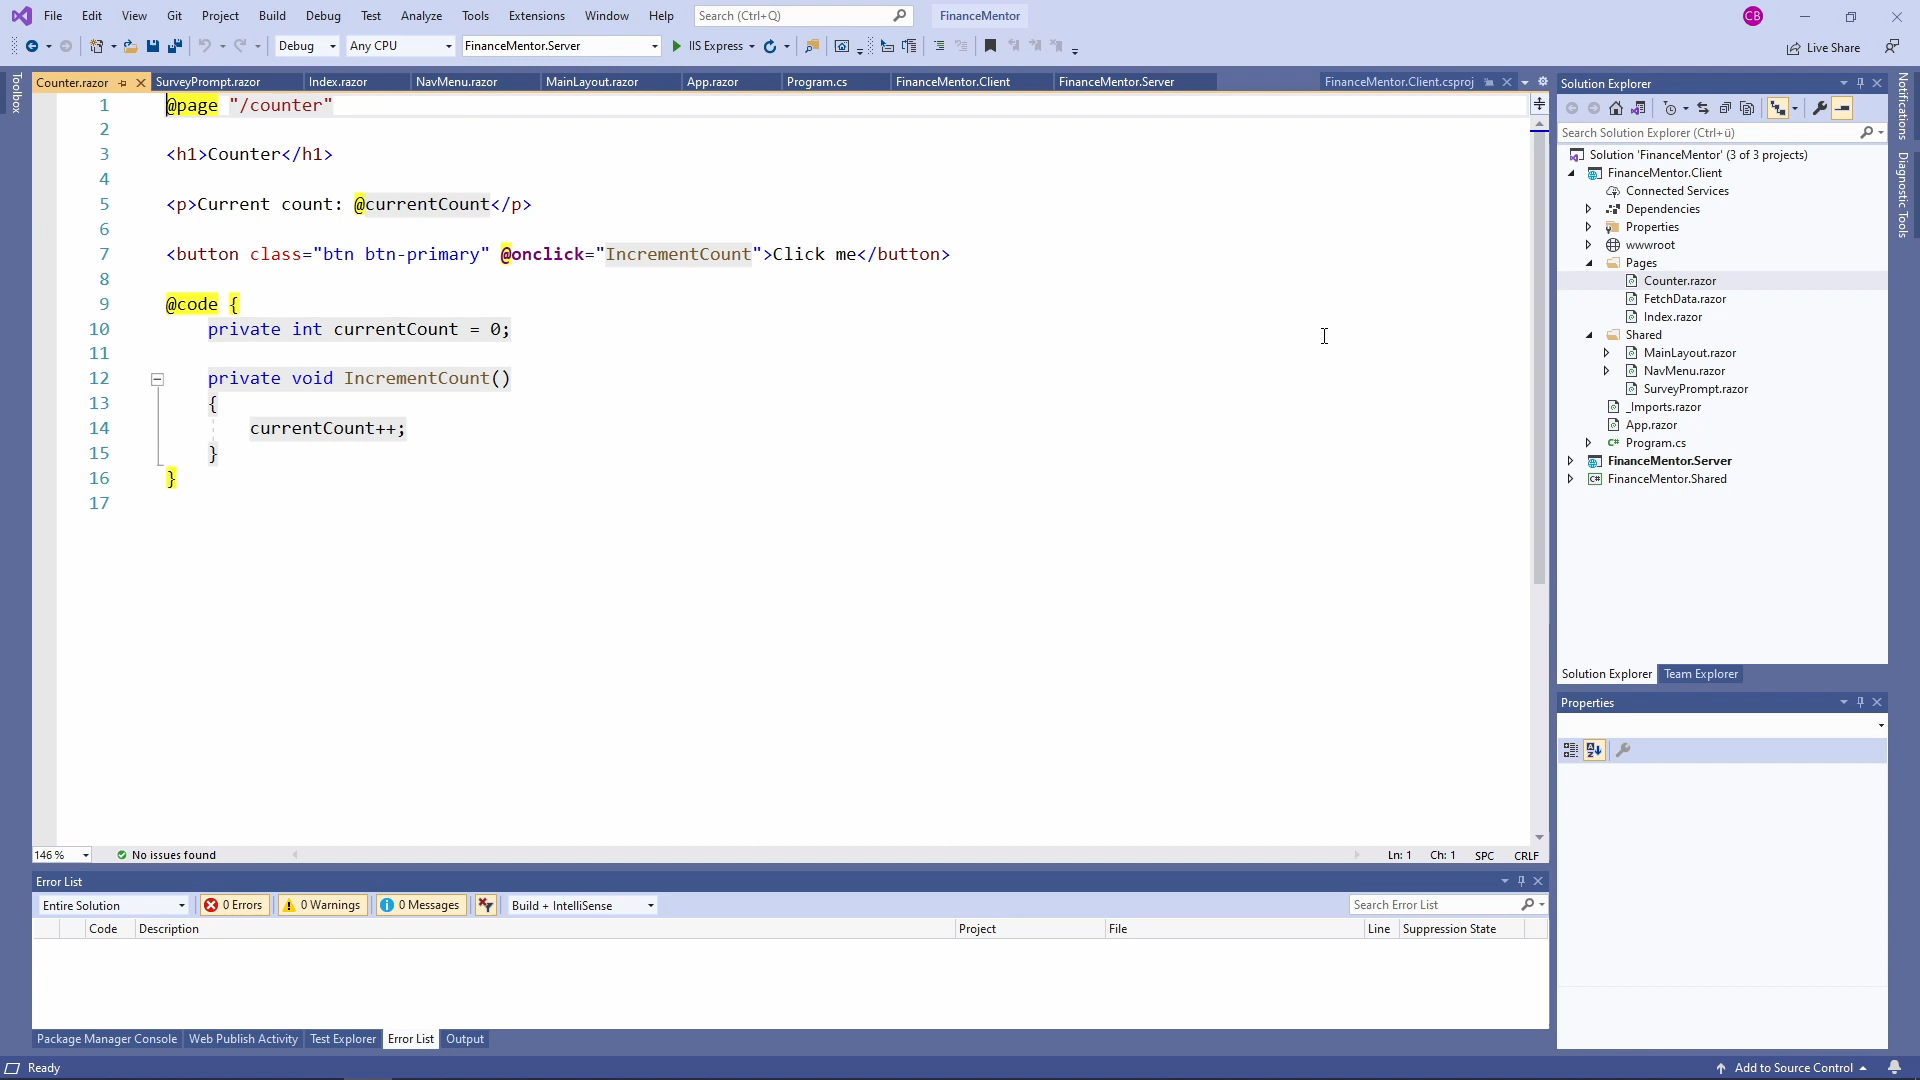 File Edit View Git Project Build Debug Test Analyze Tools Extensions Window Help Search (Ctrl+Q) FinanceMentor CB
Debug Any CPU FinanceMentor.Server IIS Express Live Share
Toolbox
Counter.razor SurveyPrompt.razor Index.razor NavMenu.razor MainLayout.razor App.razor Program.cs FinanceMentor.Client FinanceMentor.Server FinanceMentor.Client.csproj
1 @page "/counter"
2
3 <h1>Counter</h1>
4
5 <p>Current count: @currentCount</p>
6
7 <button class="btn btn-primary" @onclick="IncrementCount">Click me</button>
8
9 @code {
10 private int currentCount = 0;
11
12 private void IncrementCount()
13 {
14 currentCount++;
15 }
16 }
17
146 % No issues found Ln: 1 Ch: 1 SPC CRLF
Solution Explorer
Search Solution Explorer (Ctrl+ü)
Solution 'FinanceMentor' (3 of 3 projects)
FinanceMentor.Client
Connected Services
Dependencies
Properties
wwwroot
Pages
Counter.razor
FetchData.razor
Index.razor
Shared
MainLayout.razor
NavMenu.razor
SurveyPrompt.razor
_Imports.razor
App.razor
Program.cs
FinanceMentor.Server
FinanceMentor.Shared
Solution Explorer Team Explorer
Properties
Notifications
Diagnostic Tools
Error List
Entire Solution 0 Errors 0 Warnings 0 Messages Build + IntelliSense Search Error List
Code Description Project File Line Suppression State
Package Manager Console Web Publish Activity Test Explorer Error List Output
Ready Add to Source Control